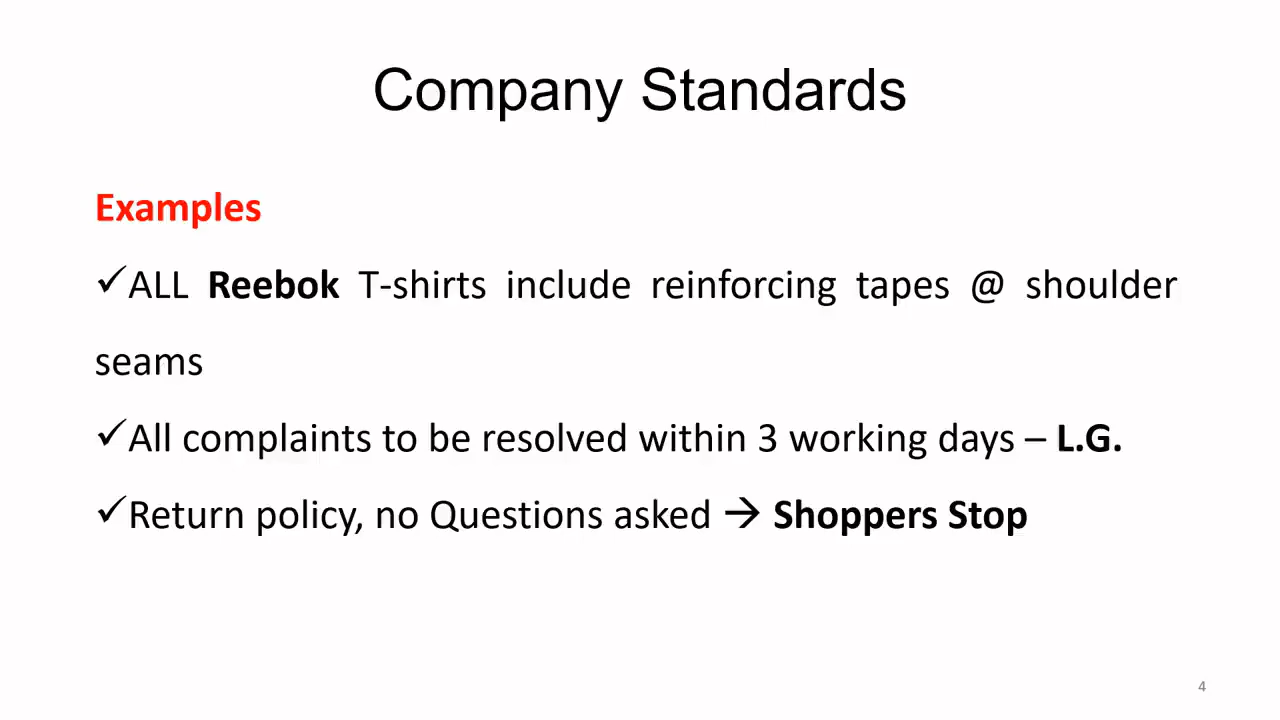 Company Standards
Examples
✓ALL Reebok T-shirts include reinforcing tapes @ shoulder
seams
✓All complaints to be resolved within 3 working days – L.G.
✓Return policy, no Questions asked → Shoppers Stop
4